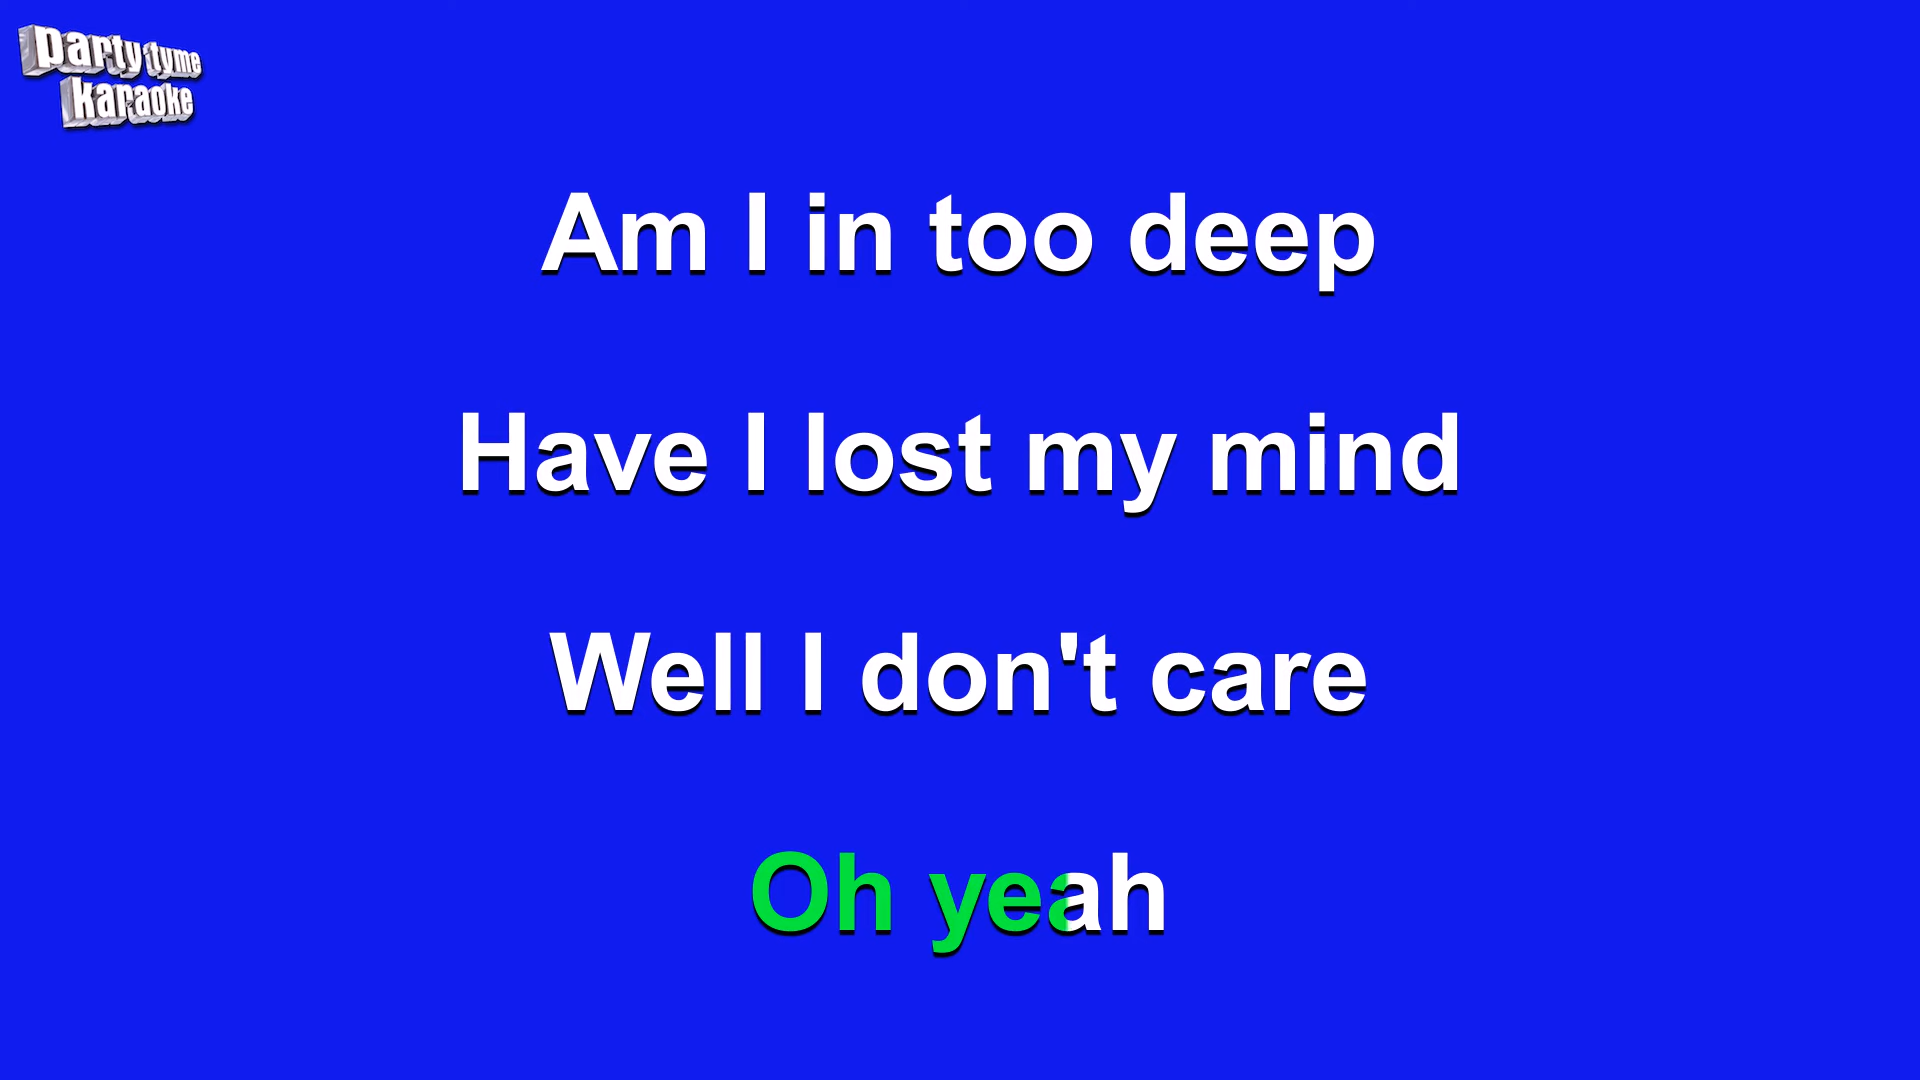 party tyme
karaoke
Am I in too deep
Have I lost my mind
Well I don't care
Oh yeah